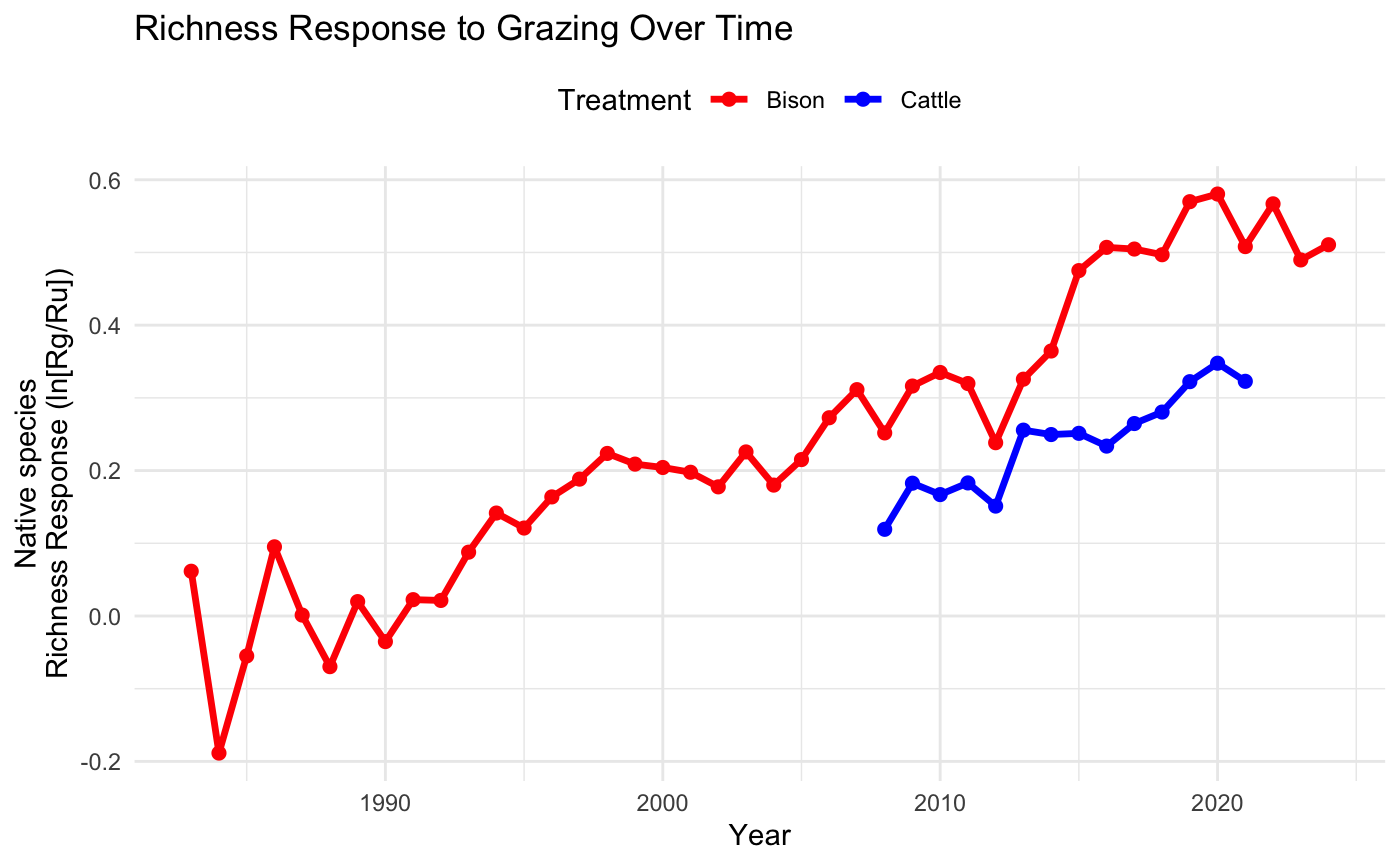 Richness Response to Grazing Over Time
Treatment Bison Cattle
Native species
Richness Response (ln[Rg/Ru])
0.6
0.4
0.2
0.0
-0.2
1990 2000 2010 2020
Year